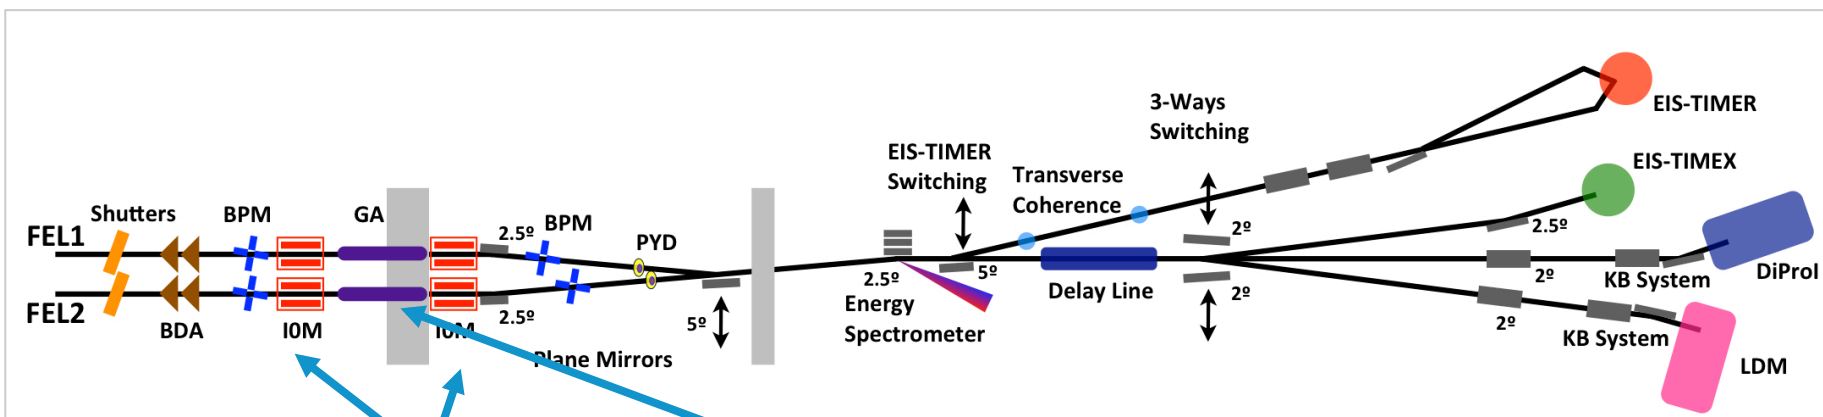 FEL1
FEL2
Shutters
BDA
BPM
I0M
GA
I0M
2.5º
2.5º
BPM
PYD
Plane Mirrors
5º
2.5º
Energy
Spectrometer
EIS-TIMER
Switching
5º
Transverse
Coherence
Delay Line
3-Ways
Switching
2º
2º
EIS-TIMER
EIS-TIMEX
2.5º
2º
KB System
DiProI
2º
KB System
LDM